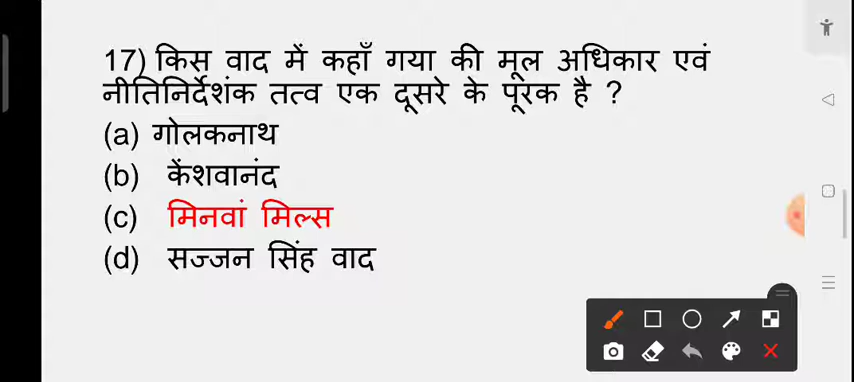 17) किस वाद में कहाँ गया की मूल अधिकार एवं
नीतिनिर्देशंक तत्व एक दूसरे के पूरक है ?
(a) गोलकनाथ
(b) केंशवानंद
(c) मिनवां मिल्स
(d) सज्जन सिंह वाद